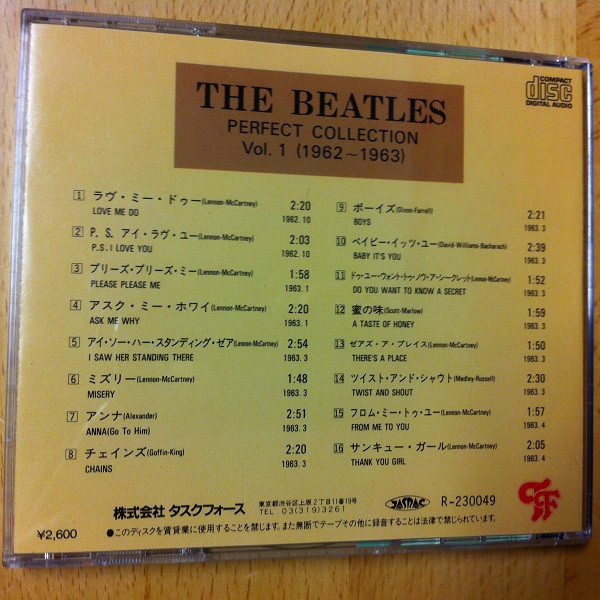 THE BEATLES
PERFECT COLLECTION
Vol. 1 (1962〜1963)
COMPACT
disc
DIGITAL AUDIO
1 ラヴ・ミー・ドゥー(Lennon-McCartney) 2:20
LOVE ME DO 1962.10
2 P. S. アイ・ラヴ・ユー(Lennon-McCartney) 2:03
P.S. I LOVE YOU 1962.10
3 プリーズ・プリーズ・ミー(Lennon-McCartney) 1:58
PLEASE PLEASE ME 1963. 1
4 アスク・ミー・ホワイ(Lennon-McCartney) 2:20
ASK ME WHY 1963. 1
5 アイ・ソー・ハー・スタンディング・ゼア(Lennon-McCartney) 2:54
I SAW HER STANDING THERE 1963. 3
6 ミズリー(Lennon-McCartney) 1:48
MISERY 1963. 3
7 アンナ(Alexander) 2:51
ANNA(Go To Him) 1963. 3
8 チェインズ(Goffin-King) 2:20
CHAINS 1963. 3
9 ボーイズ(Dixon-Farrell) 2:21
BOYS 1963. 3
10 ベイビー・イッツ・ユー(David-Williams-Bacharach) 2:39
BABY IT'S YOU 1963. 3
11 ドゥ・ユー・ウォント・トゥ・ノウ・ア・シークレット(Lennon-McCartney) 1:52
DO YOU WANT TO KNOW A SECRET 1963. 3
12 蜜の味(Scott-Marlow) 1:59
A TASTE OF HONEY 1963. 3
13 ゼアズ・ア・プレイス(Lennon-McCartney) 1:50
THERE'S A PLACE 1963. 3
14 ツイスト・アンド・シャウト(Medley-Russell) 2:30
TWIST AND SHOUT 1963. 3
15 フロム・ミー・トゥ・ユー(Lennon-McCartney) 1:57
FROM ME TO YOU 1963. 4
16 サンキュー・ガール(Lennon-McCartney) 2:05
THANK YOU GIRL 1963. 4
株式会社 タスクフォース
東京都渋谷区上原2丁目11番19号
TEL 03(319)3261
JASRAC
R-230049
¥2,600
●このディスクを賃貸業に使用することを禁じます。また無断でテープその他に録音することは法律で禁じられています。